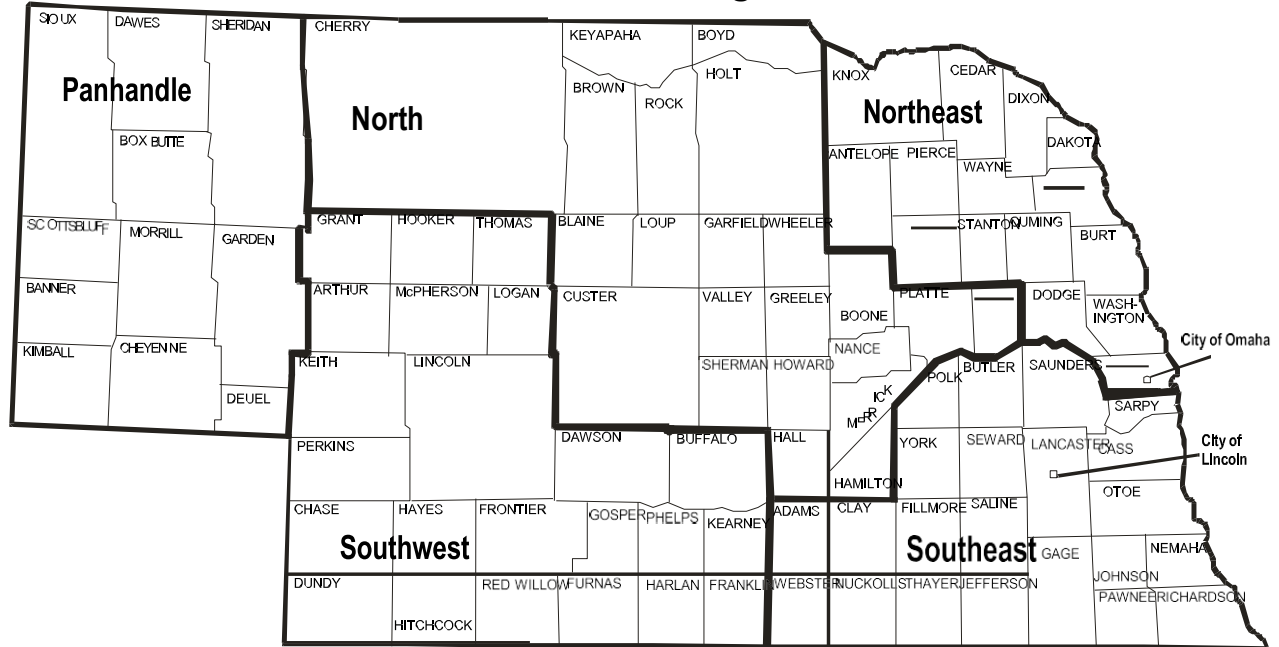 SIOUX DAWES SHERIDAN CHERRY
KEYAPAHA BOYD
Panhandle
North
BROWN ROCK HOLT
KNOX CEDAR DIXON
Northeast
DAKOTA
BOX BUTTE
ANTELOPE PIERCE WAYNE
SCOTTSBLUFF MORRILL GARDEN
GRANT HOOKER THOMAS BLAINE LOUP GARFIELD WHEELER
STANTON CUMING BURT
BANNER
ARTHUR McPHERSON LOGAN CUSTER VALLEY GREELEY
BOONE PLATTE DODGE
WASH-
INGTON
City of Omaha
KIMBALL CHEYENNE
KEITH LINCOLN
SHERMAN HOWARD NANCE
POLK BUTLER SAUNDERS
SARPY
DEUEL
MERRICK
PERKINS
DAWSON BUFFALO HALL
YORK SEWARD LANCASTER CASS
City of
Lincoln
HAMILTON
OTOE
CHASE HAYES FRONTIER GOSPER PHELPS KEARNEY ADAMS CLAY FILLMORE SALINE
Southwest
Southeast
GAGE NEMAHA
JOHNSON
DUNDY RED WILLOW FURNAS HARLAN FRANKLIN WEBSTER NUCKOLLS THAYER JEFFERSON
PAWNEE RICHARDSON
HITCHCOCK